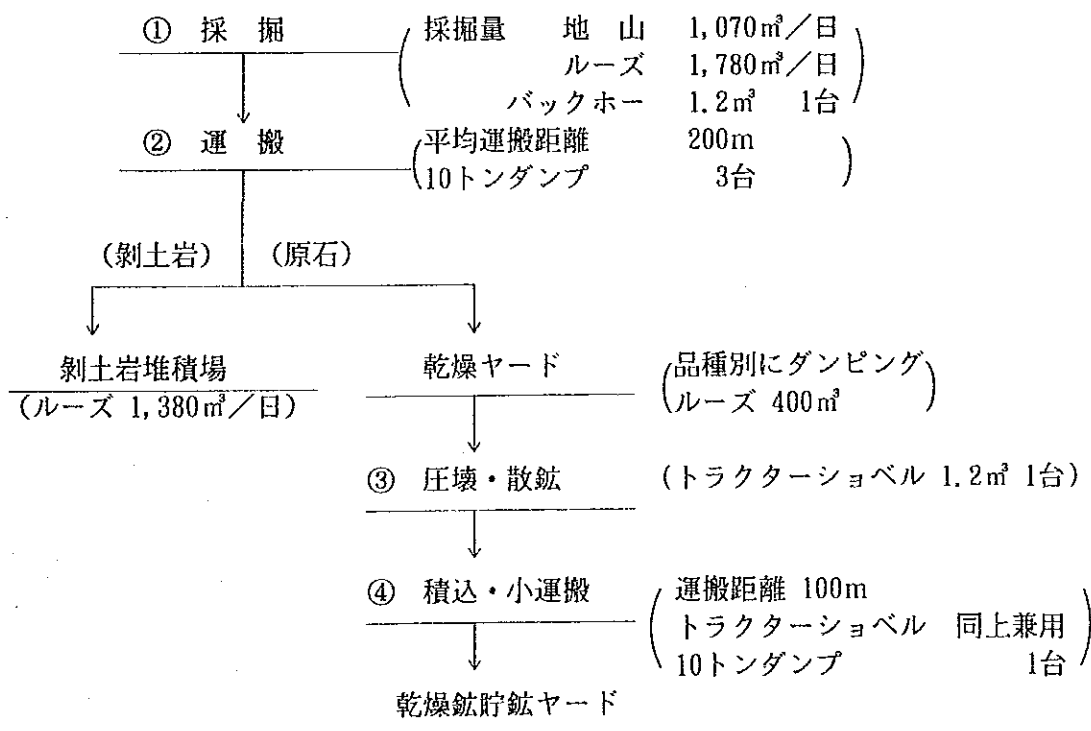 ① 採掘
採掘量 地山 1,070㎥／日
ルーズ 1,780㎥／日
バックホー 1.2㎥ 1台
② 運搬
平均運搬距離 200m
10トンダンプ 3台
(剝土岩) (原石)
剝土岩堆積場
(ルーズ 1,380㎥／日)
乾燥ヤード
品種別にダンピング
ルーズ 400㎥
③ 圧壊・散鉱 (トラクターショベル 1.2㎥ 1台)
④ 積込・小運搬
運搬距離 100m
トラクターショベル 同上兼用
10トンダンプ 1台
乾燥鉱貯鉱ヤード